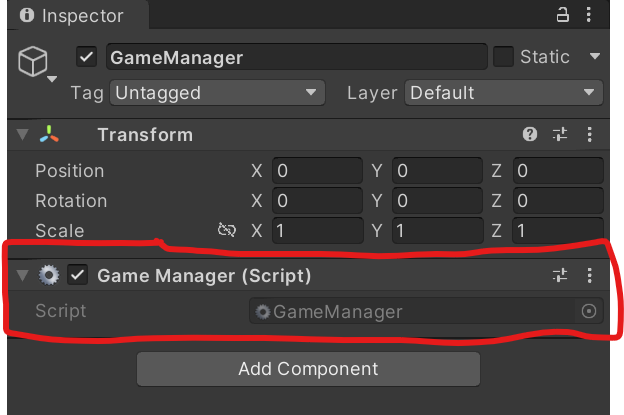 Inspector
GameManager Static
Tag Untagged Layer Default
Transform
Position X 0 Y 0 Z 0
Rotation X 0 Y 0 Z 0
Scale X 1 Y 1 Z 1
Game Manager (Script)
Script GameManager
Add Component